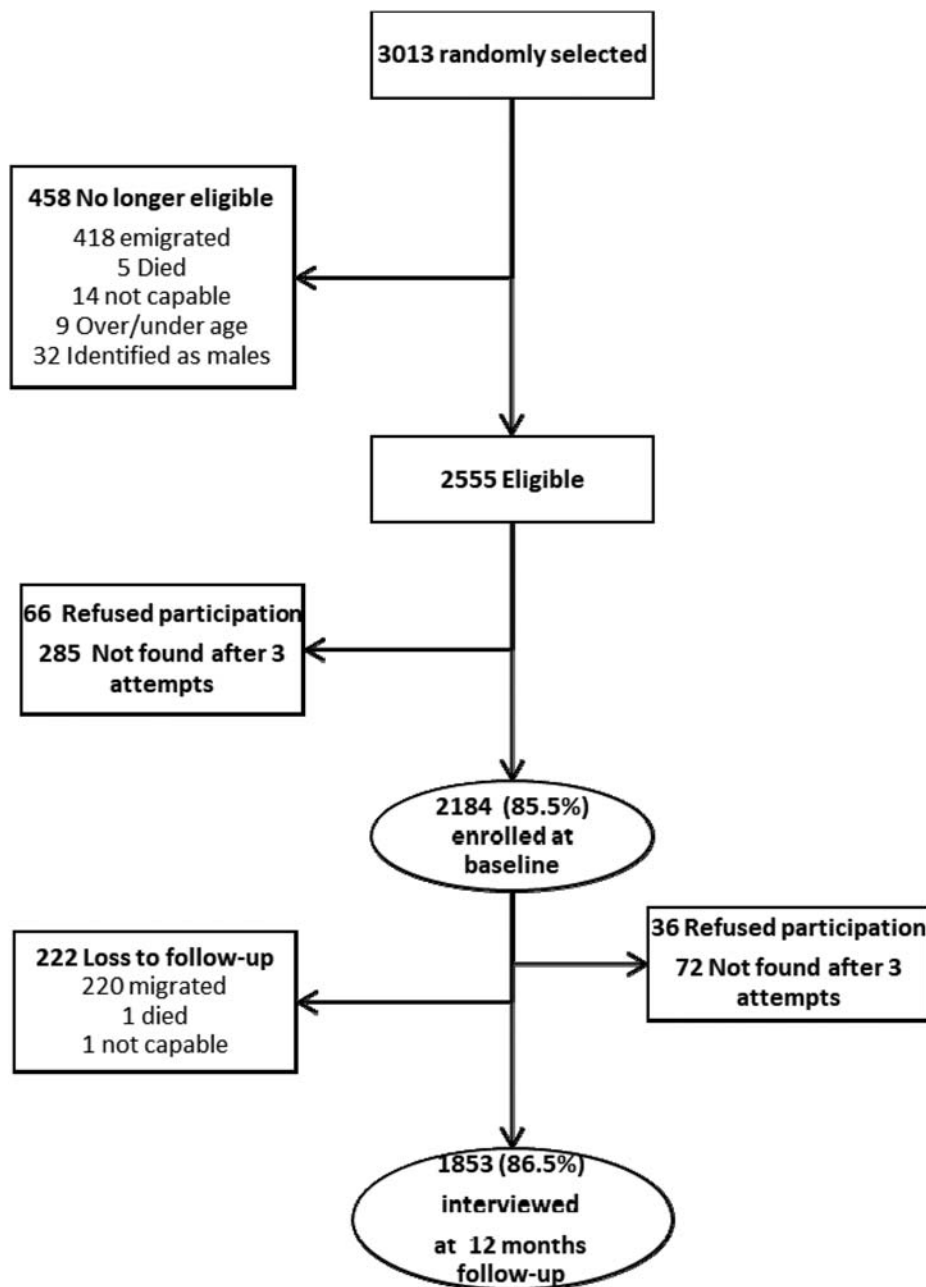 3013 randomly selected
458 No longer eligible
418 emigrated
5 Died
14 not capable
9 Over/under age
32 Identified as males
2555 Eligible
66 Refused participation
285 Not found after 3
attempts
2184 (85.5%)
enrolled at
baseline
36 Refused participation
72 Not found after 3
attempts
222 Loss to follow-up
220 migrated
1 died
1 not capable
1853 (86.5%)
interviewed
at 12 months
follow-up